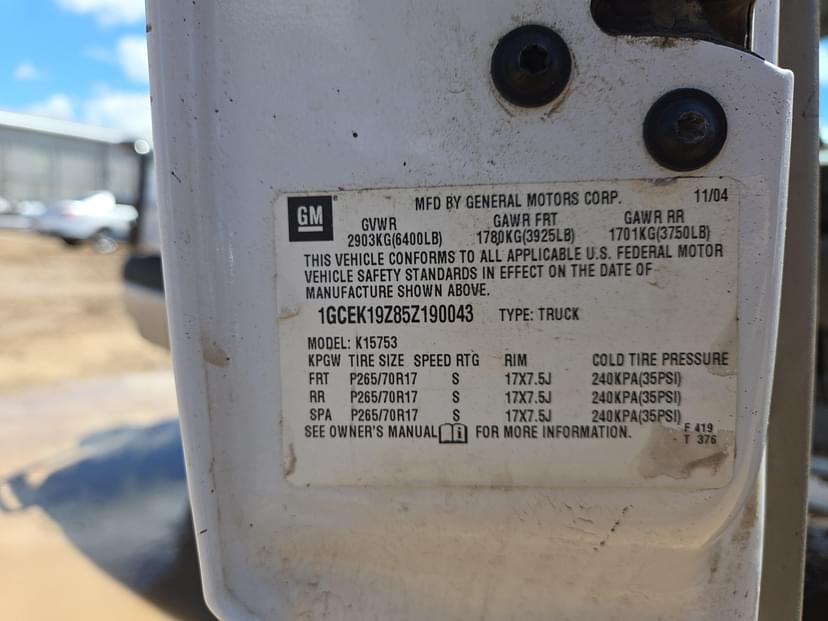 GM
MFD BY GENERAL MOTORS CORP. 11/04
GVWR GAWR FRT GAWR RR
2903KG(6400LB) 1780KG(3925LB) 1701KG(3750LB)
THIS VEHICLE CONFORMS TO ALL APPLICABLE U.S. FEDERAL MOTOR
VEHICLE SAFETY STANDARDS IN EFFECT ON THE DATE OF
MANUFACTURE SHOWN ABOVE.
1GCEK19Z85Z190043 TYPE: TRUCK
MODEL: K15753
KPGW TIRE SIZE SPEED RTG RIM COLD TIRE PRESSURE
FRT P265/70R17 S 17X7.5J 240KPA(35PSI)
RR P265/70R17 S 17X7.5J 240KPA(35PSI)
SPA P265/70R17 S 17X7.5J 240KPA(35PSI)
SEE OWNER'S MANUAL FOR MORE INFORMATION.
F 419
T 376